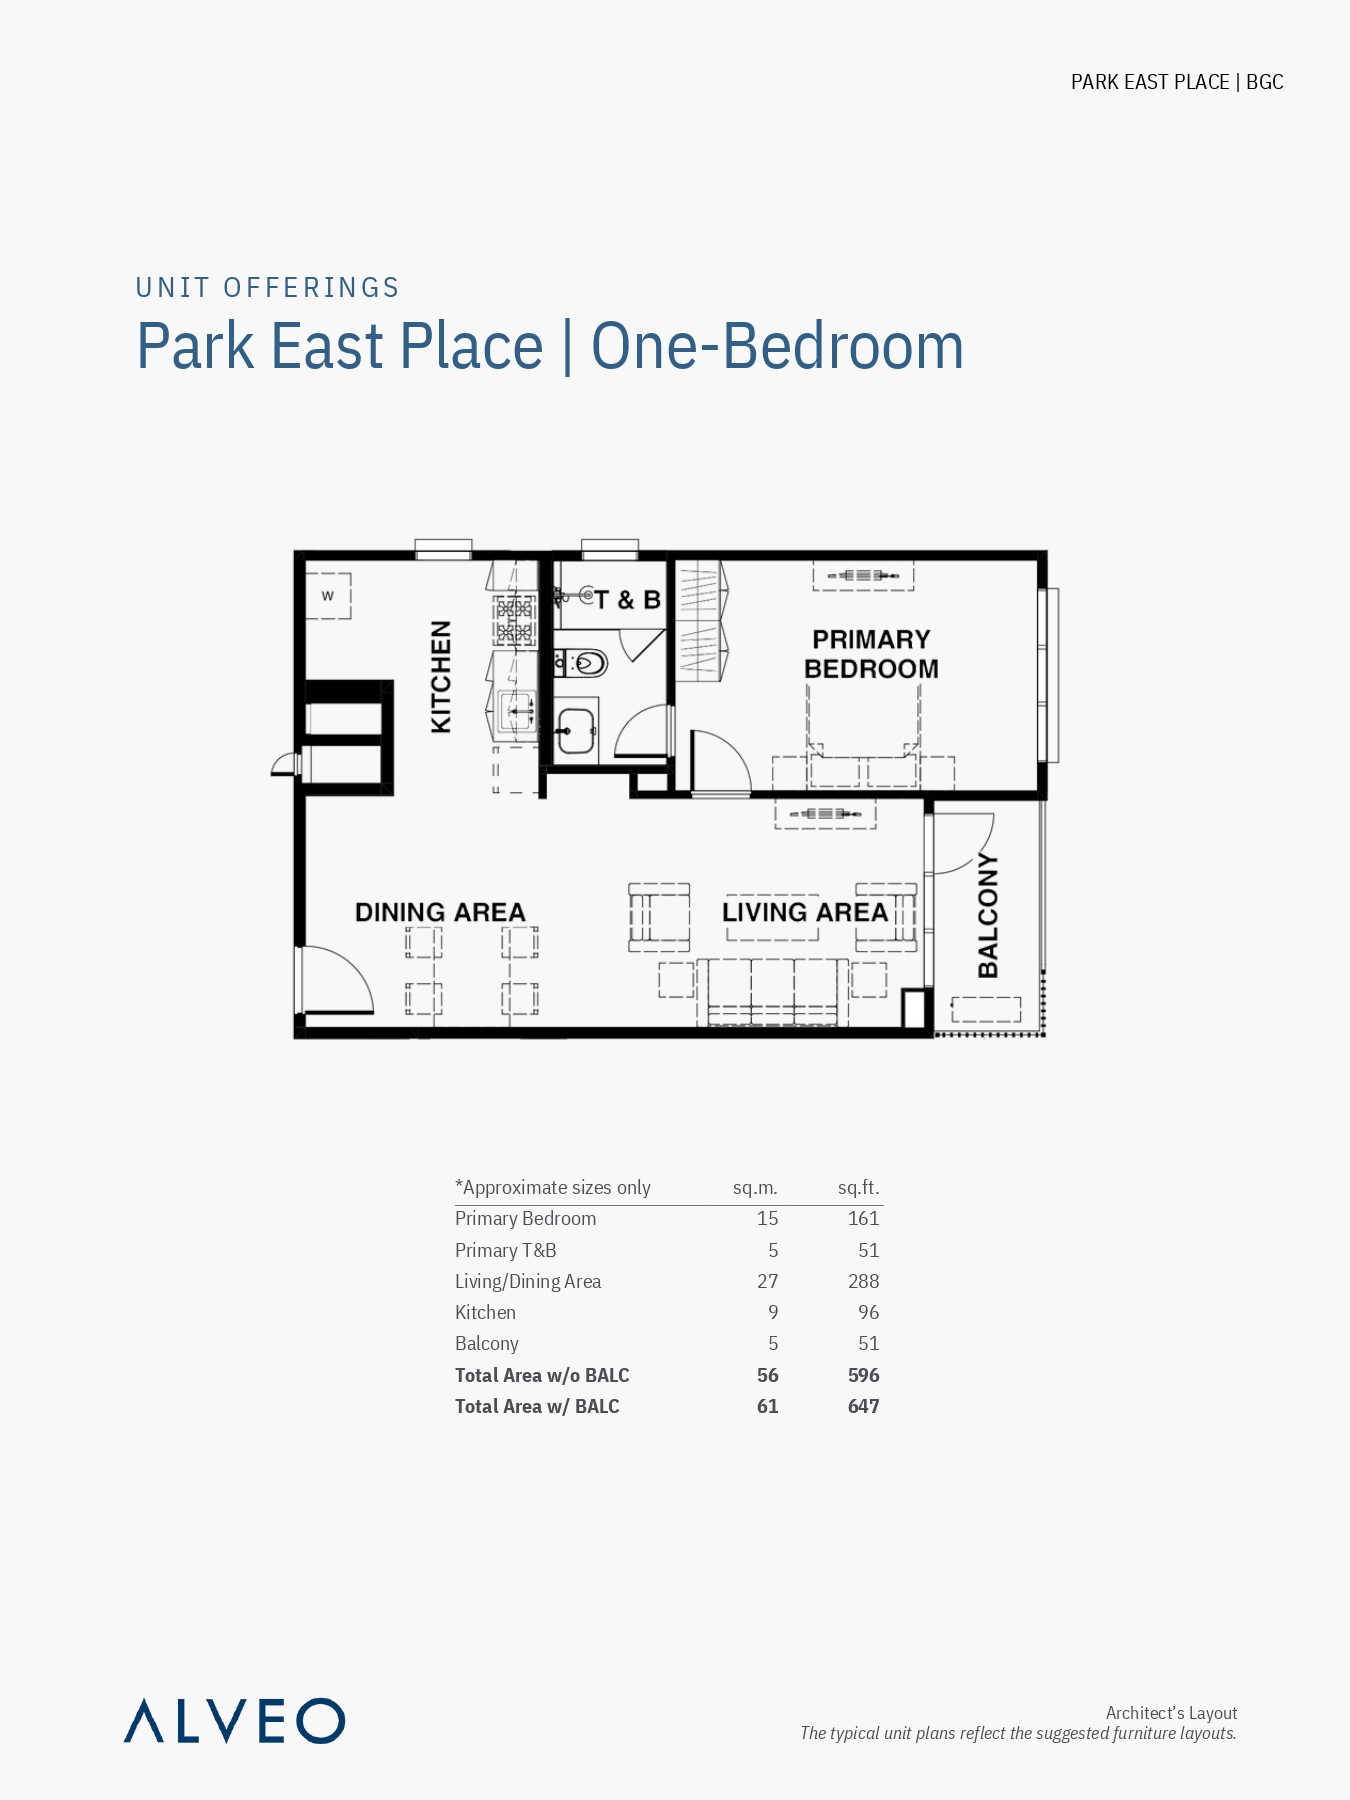 PARK EAST PLACE | BGC
UNIT OFFERINGS
Park East Place | One-Bedroom
W
KITCHEN
T & B
PRIMARY
BEDROOM
DINING AREA
LIVING AREA
BALCONY
*Approximate sizes only sq.m. sq.ft.
Primary Bedroom 15 161
Primary T&B 5 51
Living/Dining Area 27 288
Kitchen 9 96
Balcony 5 51
Total Area w/o BALC 56 596
Total Area w/ BALC 61 647
ALVEO
Architect's Layout
The typical unit plans reflect the suggested furniture layouts.